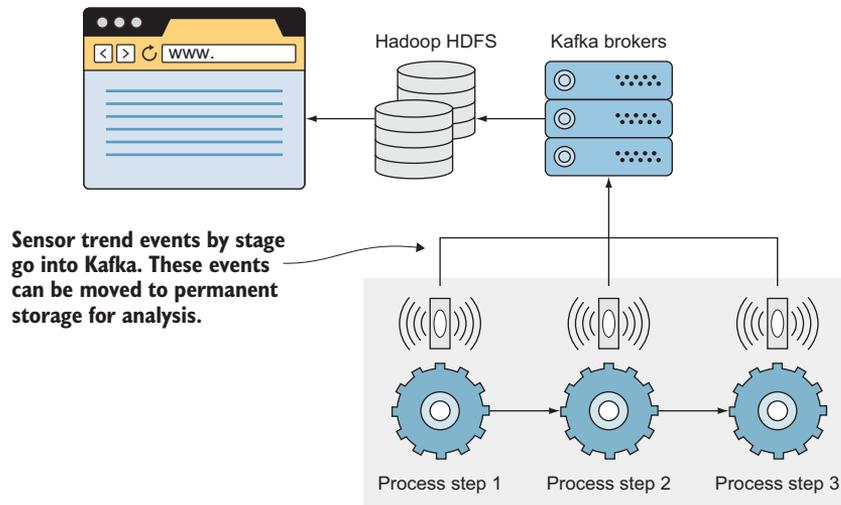 www.
Hadoop HDFS
Kafka brokers
Sensor trend events by stage
go into Kafka. These events
can be moved to permanent
storage for analysis.
Process step 1
Process step 2
Process step 3